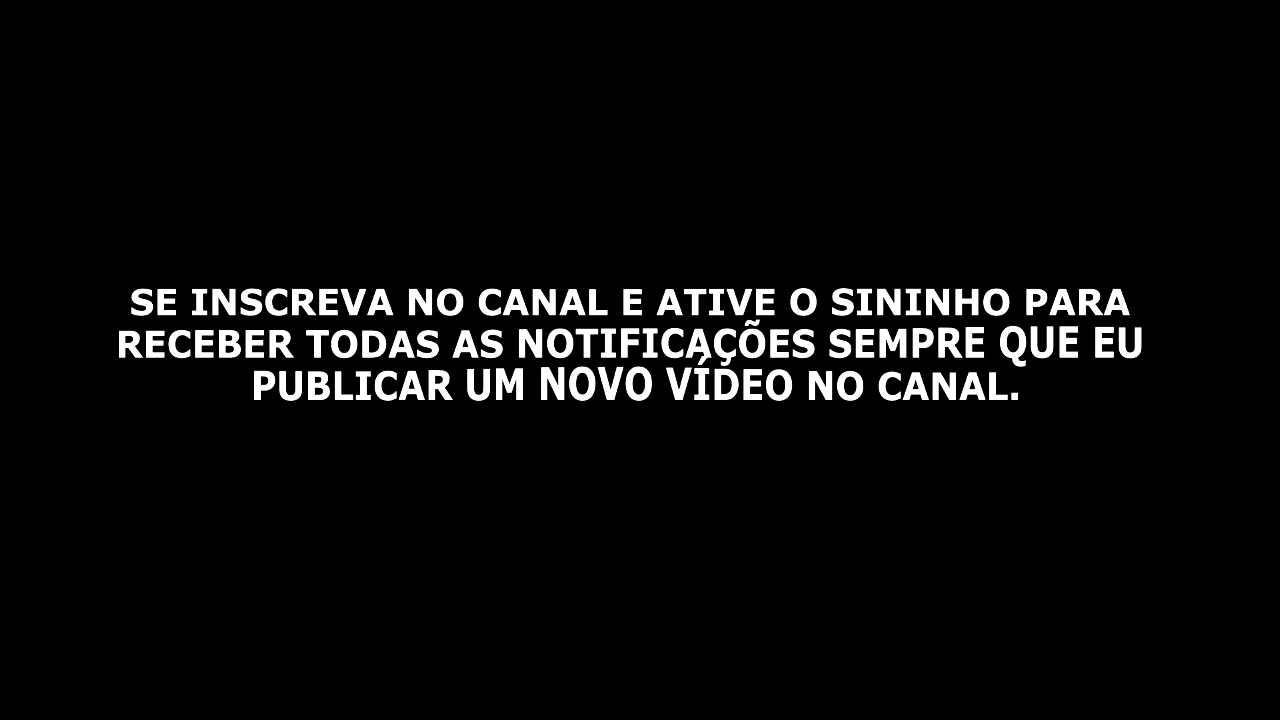 SE INSCREVA NO CANAL E ATIVE O SININHO PARA
RECEBER TODAS AS NOTIFICAÇÕES SEMPRE QUE EU
PUBLICAR UM NOVO VÍDEO NO CANAL.